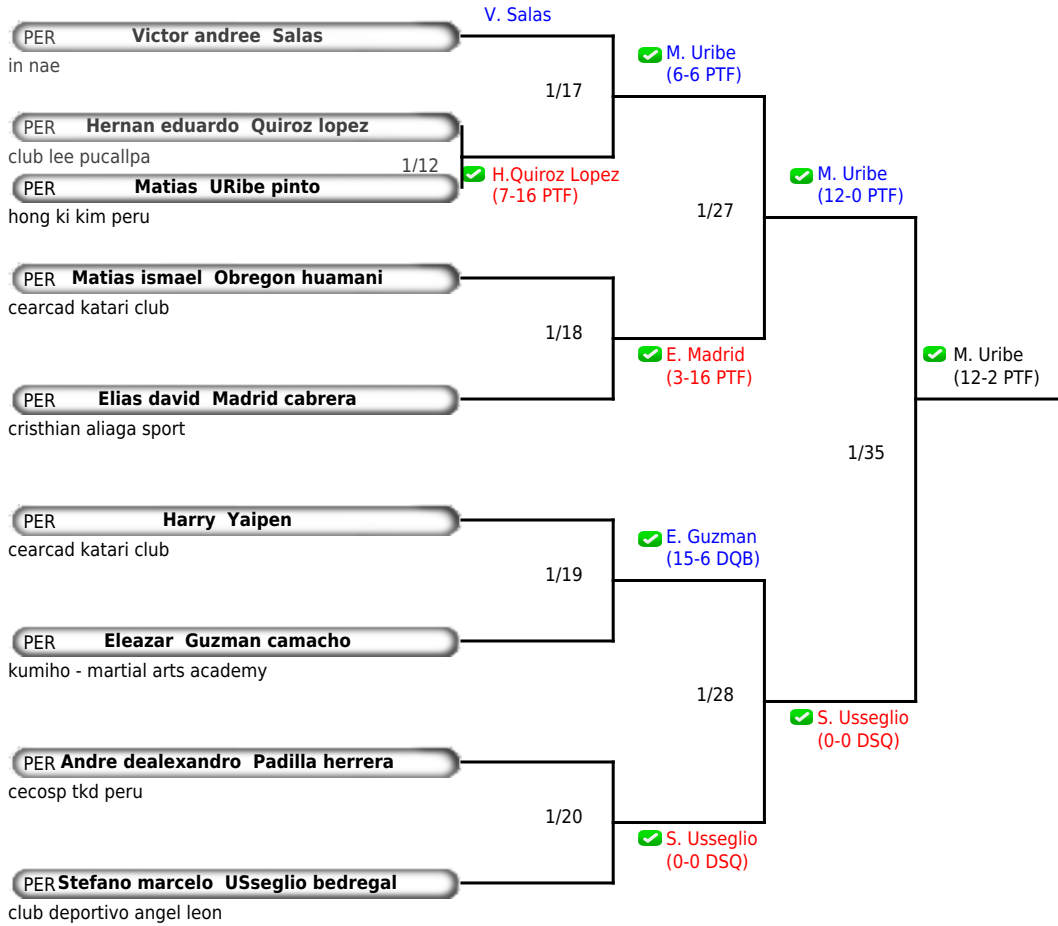 V. Salas
PER Victor andree Salas
in nae
M. Uribe
(6-6 PTF)
1/17
PER Hernan eduardo Quiroz lopez
club lee pucallpa
1/12
H.Quiroz Lopez
(7-16 PTF)
PER Matias URibe pinto
hong ki kim peru
M. Uribe
(12-0 PTF)
1/27
PER Matias ismael Obregon huamani
cearcad katari club
1/18
E. Madrid
(3-16 PTF)
M. Uribe
(12-2 PTF)
PER Elias david Madrid cabrera
cristhian aliaga sport
1/35
PER Harry Yaipen
cearcad katari club
E. Guzman
(15-6 DQB)
1/19
PER Eleazar Guzman camacho
kumiho - martial arts academy
1/28
S. Usseglio
(0-0 DSQ)
PER Andre dealexandro Padilla herrera
cecosp tkd peru
1/20
S. Usseglio
(0-0 DSQ)
PER Stefano marcelo USseglio bedregal
club deportivo angel leon